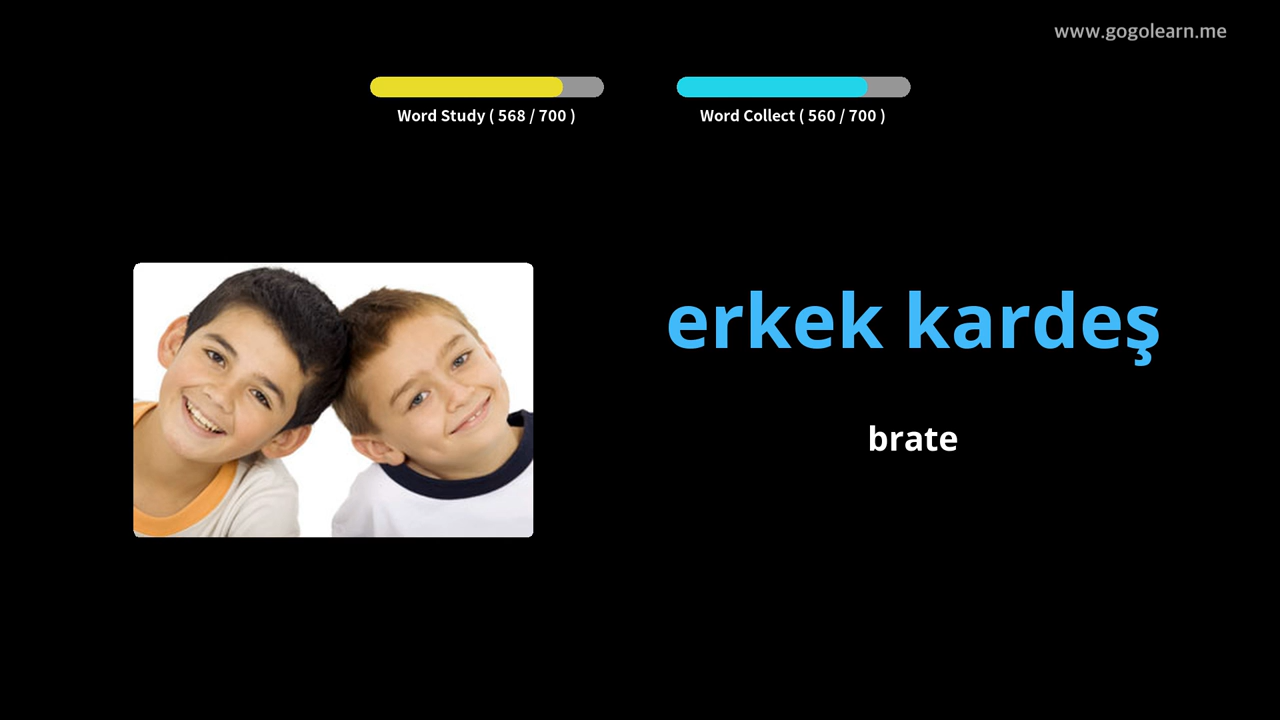 www.gogolearn.me
Word Study ( 568 / 700 )
Word Collect ( 560 / 700 )
erkek kardeş
brate